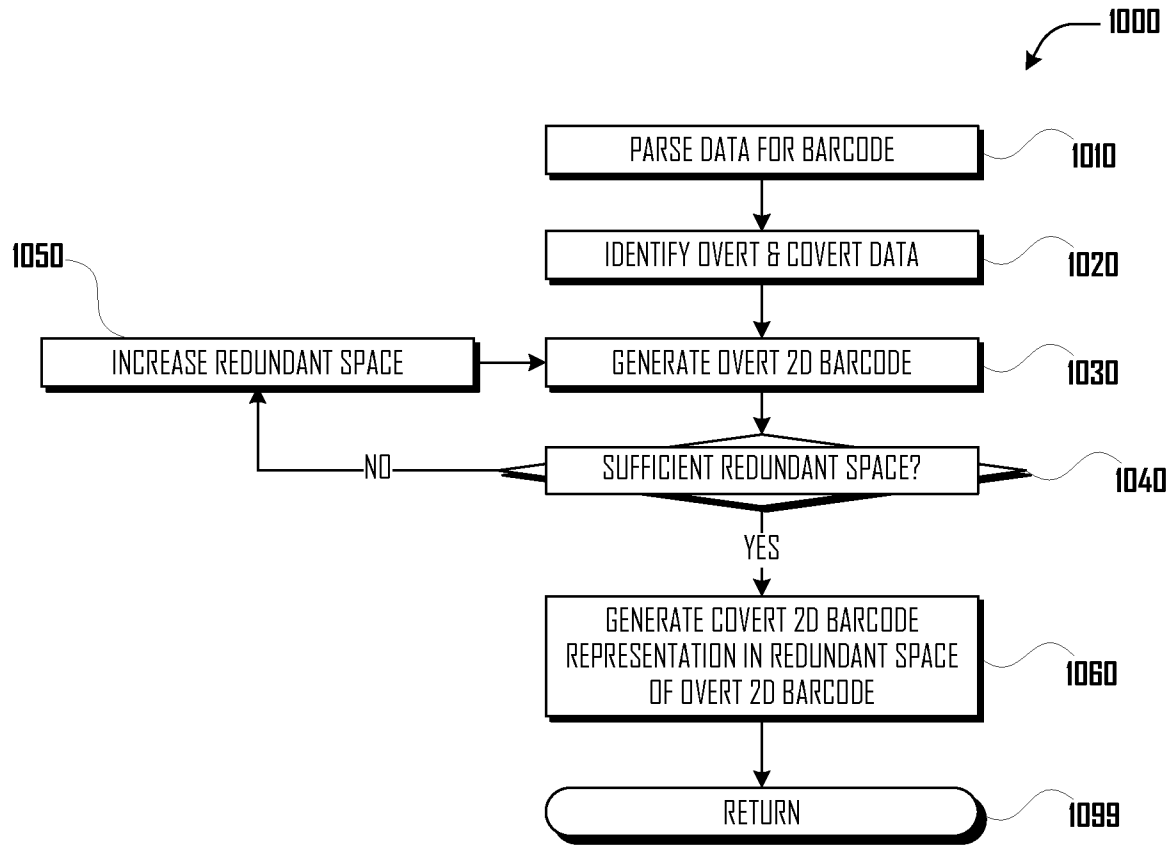 1000
PARSE DATA FOR BARCODE
1010
IDENTIFY OVERT & COVERT DATA
1020
1050
INCREASE REDUNDANT SPACE
GENERATE OVERT 2D BARCODE
1030
NO
SUFFICIENT REDUNDANT SPACE?
1040
YES
GENERATE COVERT 2D BARCODE
REPRESENTATION IN REDUNDANT SPACE
OF OVERT 2D BARCODE
1060
RETURN
1099